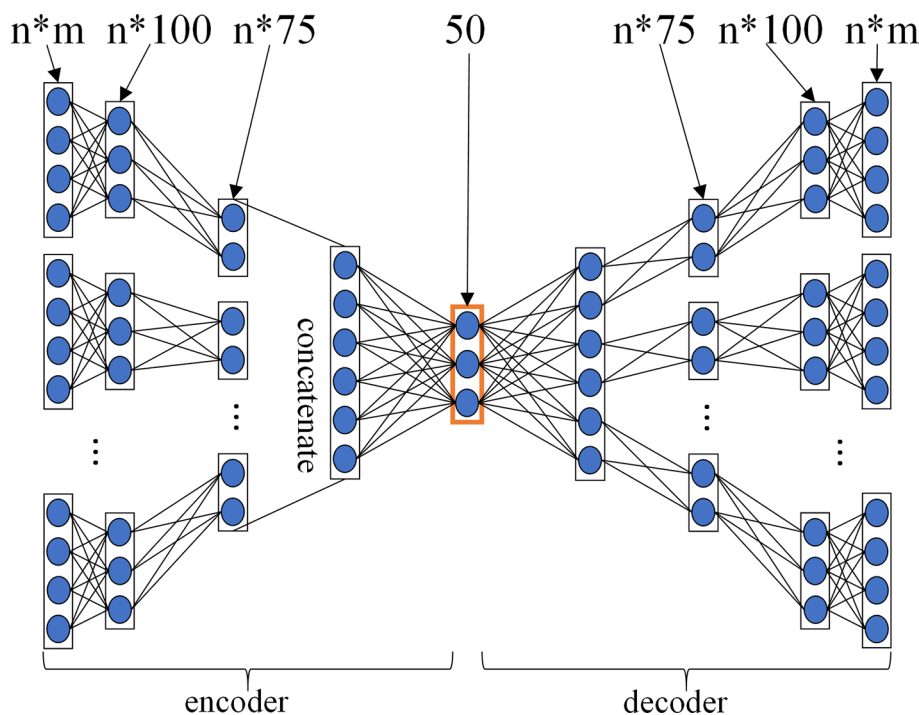 n*m n*100 n*75 50 n*75 n*100 n*m
concatenate
...
...
...
...
encoder decoder